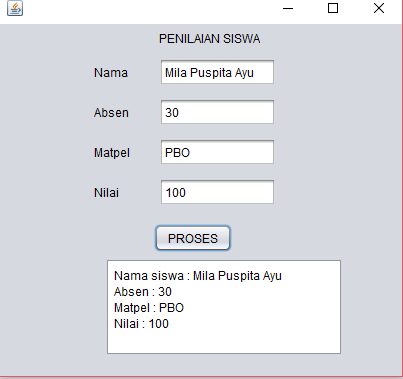 PENILAIAN SISWA
Nama Mila Puspita Ayu
Absen 30
Matpel PBO
Nilai 100
PROSES
Nama siswa : Mila Puspita Ayu
Absen : 30
Matpel : PBO
Nilai : 100